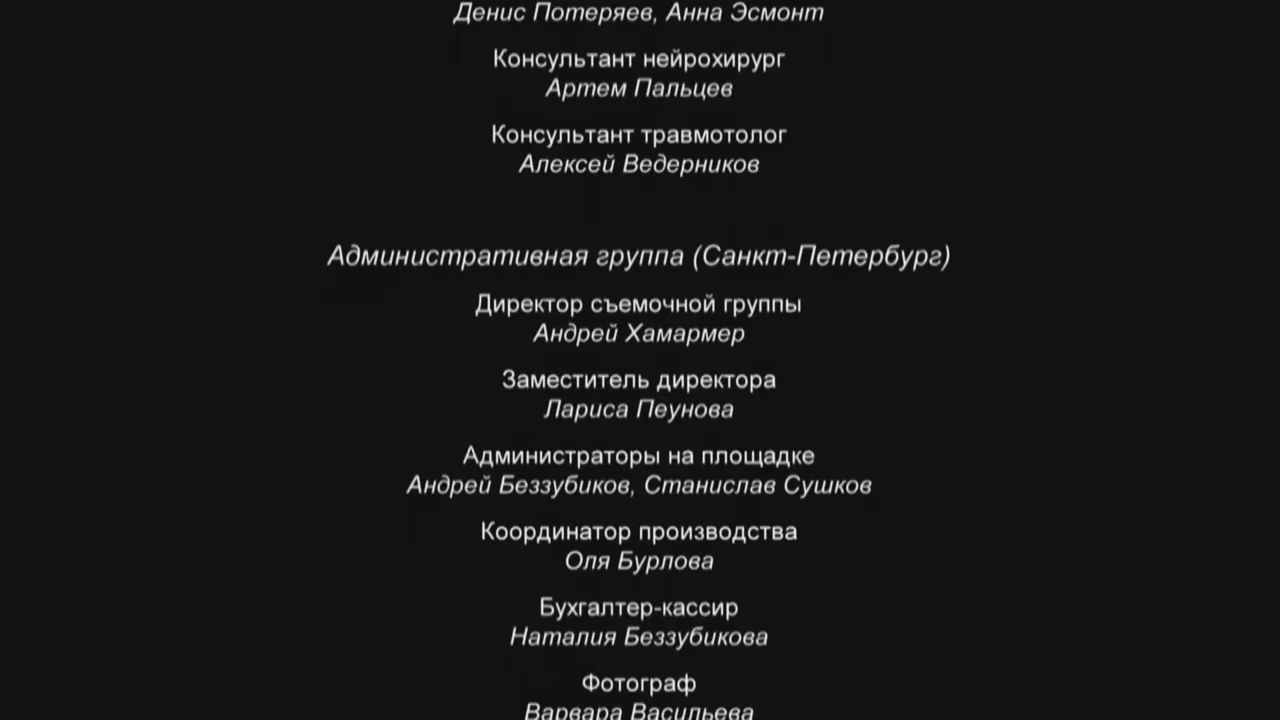 Денис Потеряев, Анна Эсмонт
Консультант нейрохирург
Артем Пальцев
Консультант травмотолог
Алексей Ведерников
Административная группа (Санкт-Петербург)
Директор съемочной группы
Андрей Хамармер
Заместитель директора
Лариса Пеунова
Администраторы на площадке
Андрей Беззубиков, Станислав Сушков
Координатор производства
Оля Бурлова
Бухгалтер-кассир
Наталия Беззубикова
Фотограф
Варвара Васильева